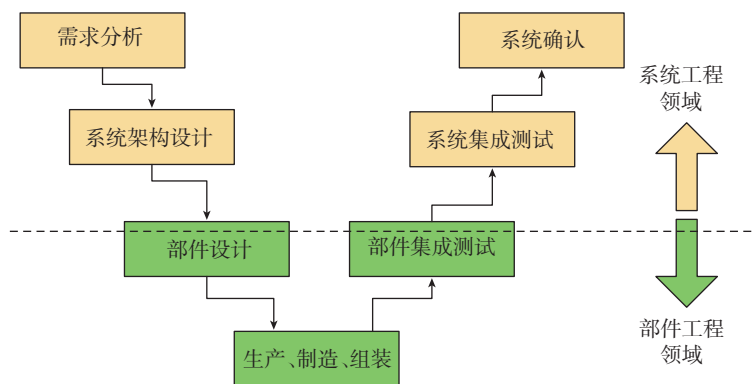 需求分析
系统确认
系统工程
领域
系统架构设计
系统集成测试
部件设计
部件集成测试
部件工程
领域
生产、制造、组装